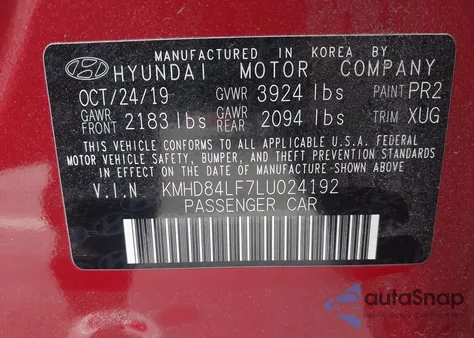 MANUFACTURED IN KOREA BY
HYUNDAI MOTOR COMPANY
OCT/24/19 GVWR 3924 lbs PAINT PR2
GAWR FRONT 2183 lbs GAWR REAR 2094 lbs TRIM XUG
THIS VEHICLE CONFORMS TO ALL APPLICABLE U.S.A. FEDERAL
MOTOR VEHICLE SAFETY, BUMPER, AND THEFT PREVENTION STANDARDS
IN EFFECT ON THE DATE OF MANUFACTURE SHOWN ABOVE
V.I.N. KMHD84LF7LU024192
PASSENGER CAR
autoSnap